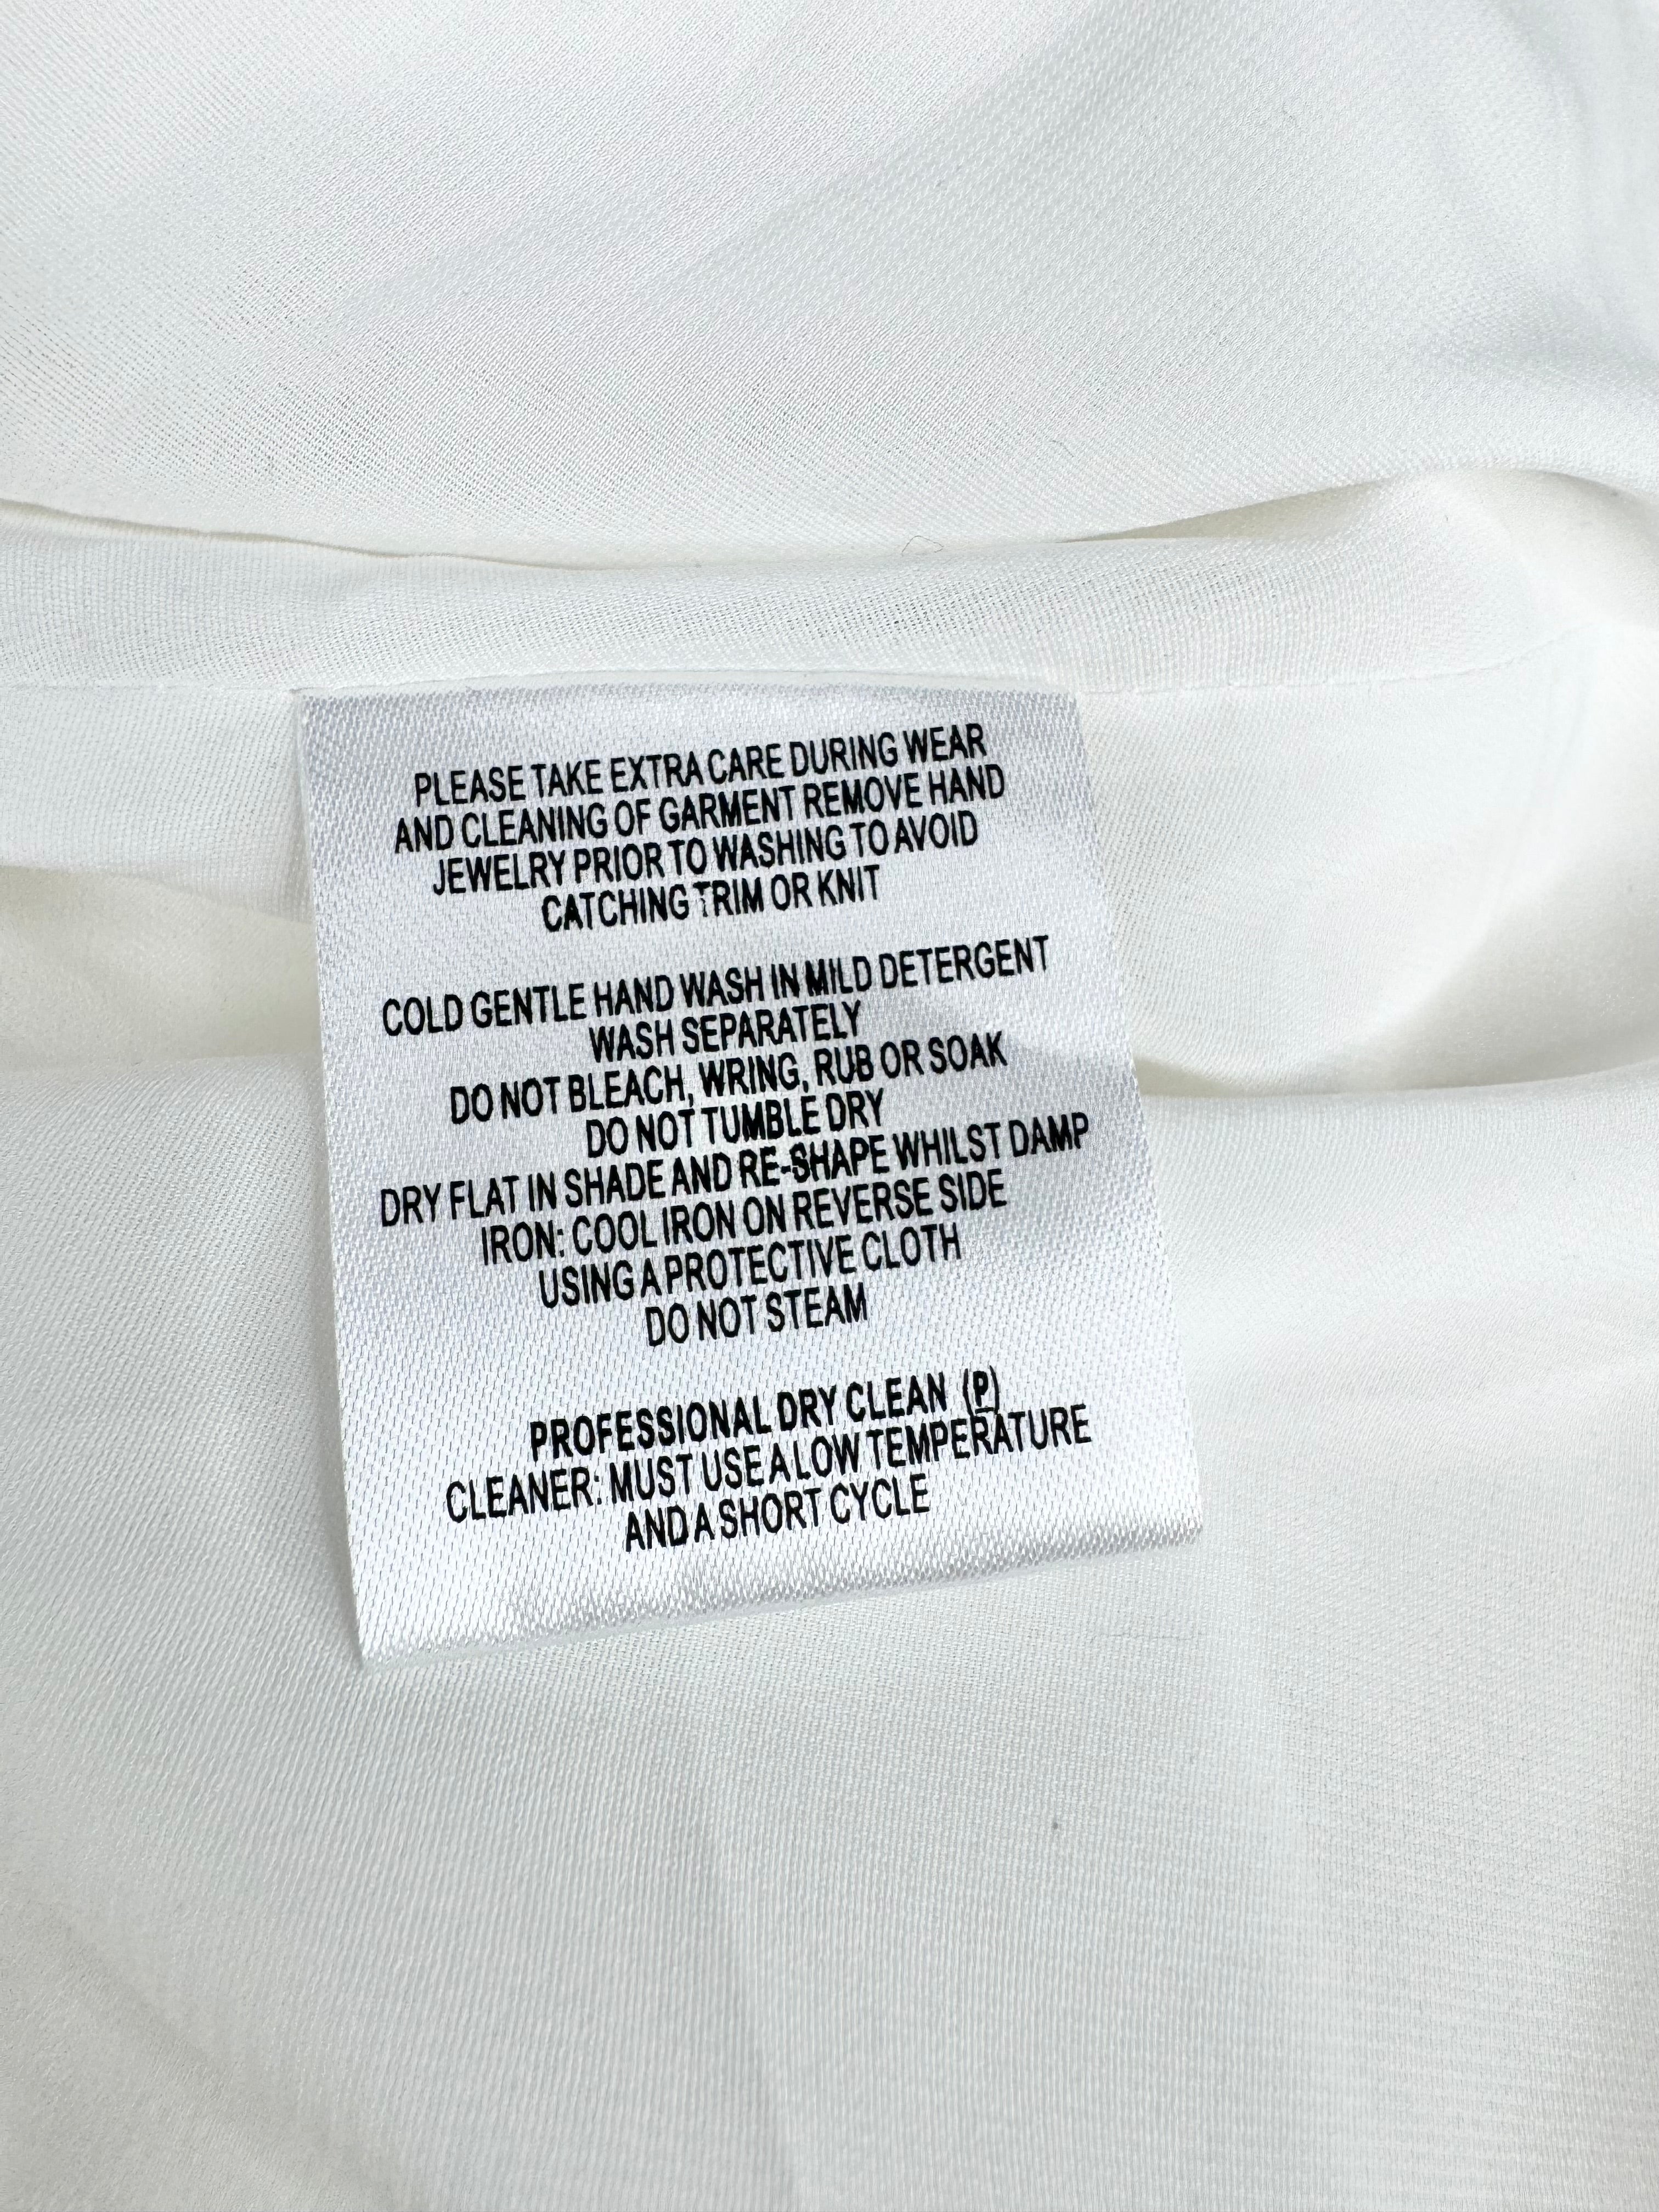 PLEASE TAKE EXTRA CARE DURING WEAR
AND CLEANING OF GARMENT REMOVE HAND
JEWELRY PRIOR TO WASHING TO AVOID
CATCHING TRIM OR KNIT
COLD GENTLE HAND WASH IN MILD DETERGENT
WASH SEPARATELY
DO NOT BLEACH, WRING, RUB OR SOAK
DO NOT TUMBLE DRY
DRY FLAT IN SHADE AND RE-SHAPE WHILST DAMP
IRON: COOL IRON ON REVERSE SIDE
USING A PROTECTIVE CLOTH
DO NOT STEAM
PROFESSIONAL DRY CLEAN (P)
CLEANER: MUST USE A LOW TEMPERATURE
AND A SHORT CYCLE